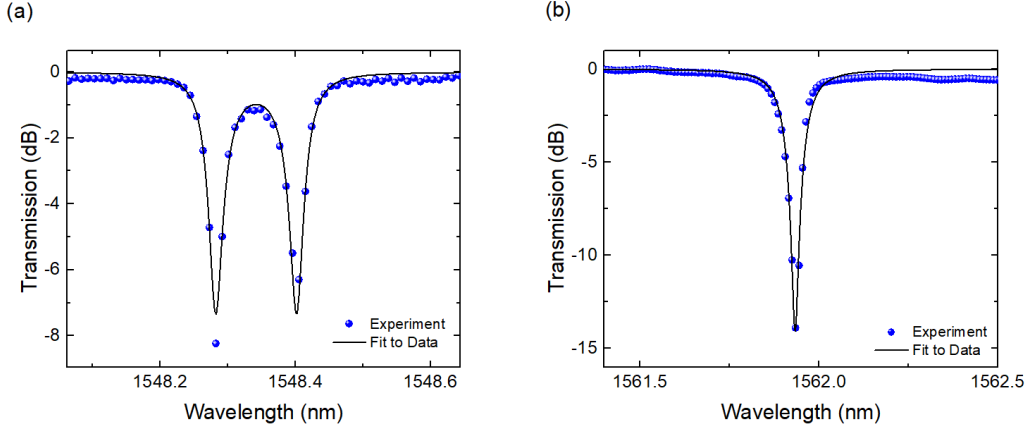 (a)
0
-2
-4
-6
-8
Transmission (dB)
Experiment
Fit to Data
1548.2
1548.4
1548.6
Wavelength (nm)
(b)
0
-5
-10
-15
Transmission (dB)
Experiment
Fit to Data
1561.5
1562.0
1562.5
Wavelength (nm)